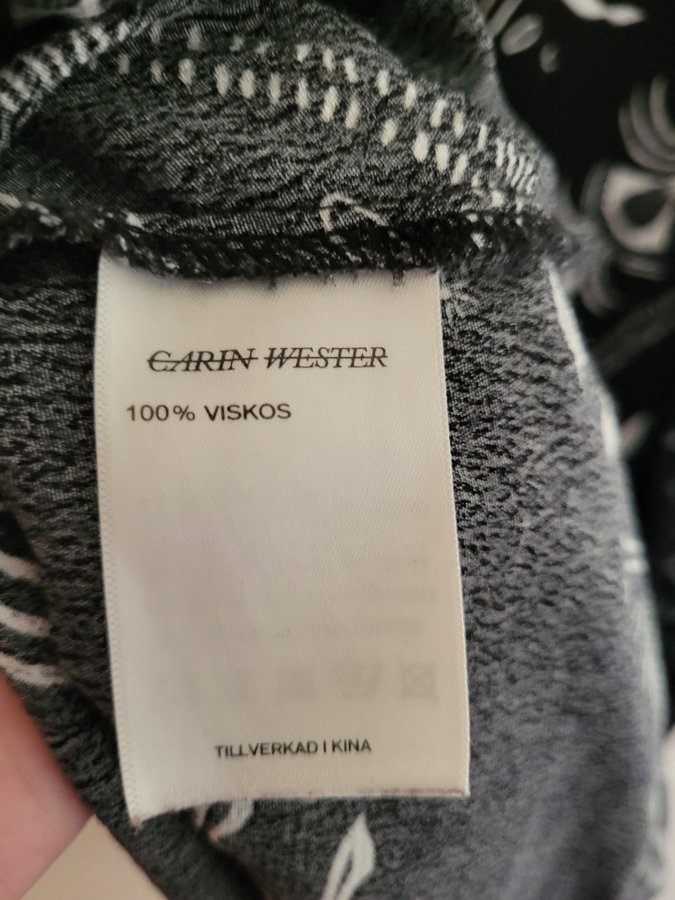 CARIN WESTER
100% VISKOS
TILLVERKAD I KINA